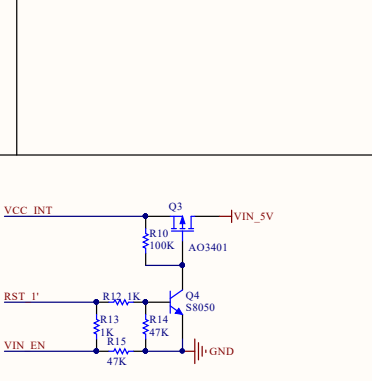 Q3
VCC_INT
VIN_5V
R10
100K
AO3401
RST_1'
R12 1K
Q4
S8050
R13
1K
R14
47K
VIN_EN
R15
47K
GND